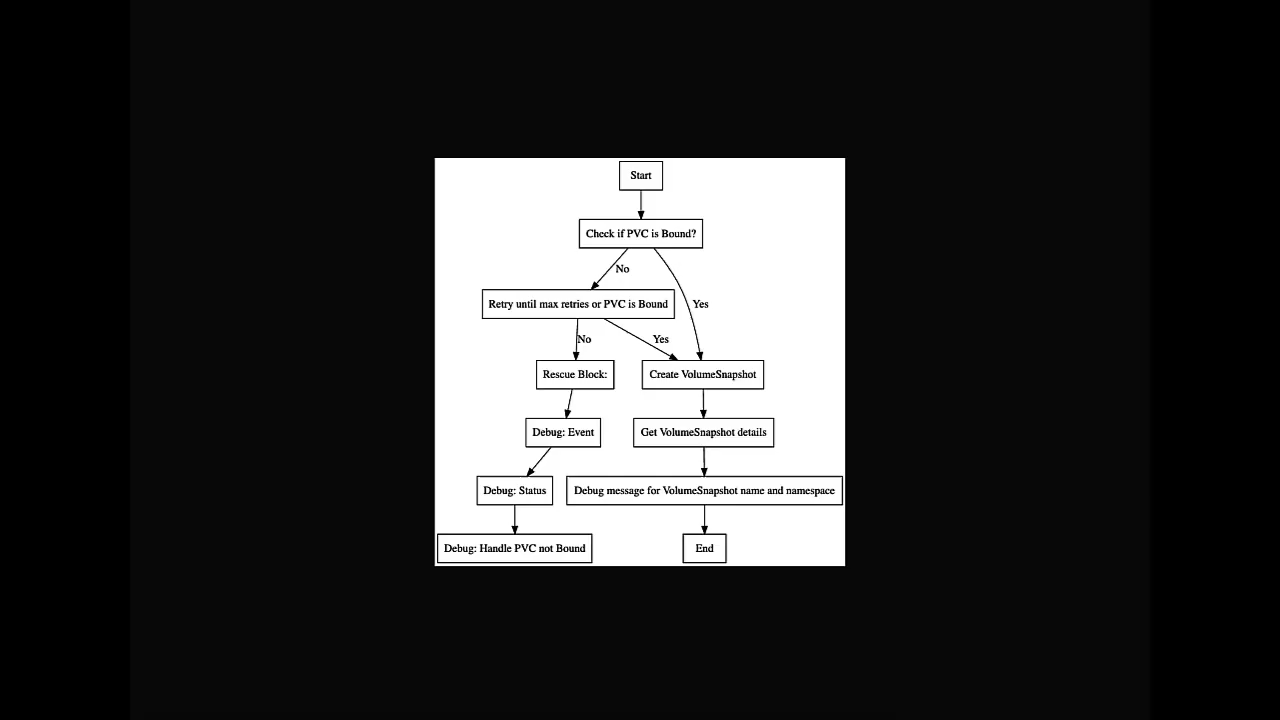 Start
Check if PVC is Bound?
No
Retry until max retries or PVC is Bound
Yes
No
Yes
Rescue Block:
Create VolumeSnapshot
Debug: Event
Get VolumeSnapshot details
Debug: Status
Debug message for VolumeSnapshot name and namespace
Debug: Handle PVC not Bound
End